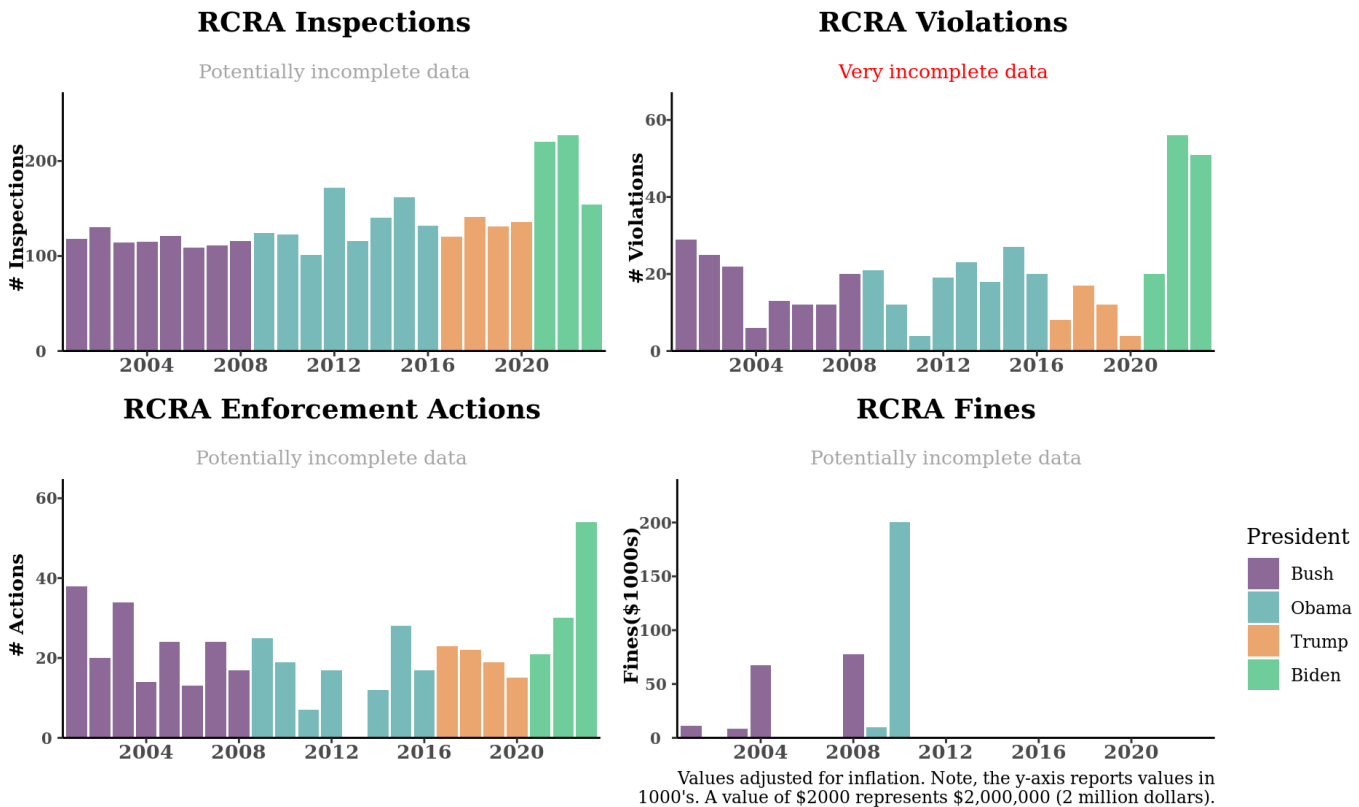 RCRA Inspections
Potentially incomplete data
# Inspections
200
100
0
2004 2008 2012 2016 2020
RCRA Violations
Very incomplete data
# Violations
60
40
20
0
2004 2008 2012 2016 2020
RCRA Enforcement Actions
Potentially incomplete data
# Actions
60
40
20
0
2004 2008 2012 2016 2020
RCRA Fines
Potentially incomplete data
Fines($1000s)
200
150
100
50
0
2004 2008 2012 2016 2020
President
Bush
Obama
Trump
Biden
Values adjusted for inflation. Note, the y-axis reports values in
1000's. A value of $2000 represents $2,000,000 (2 million dollars).